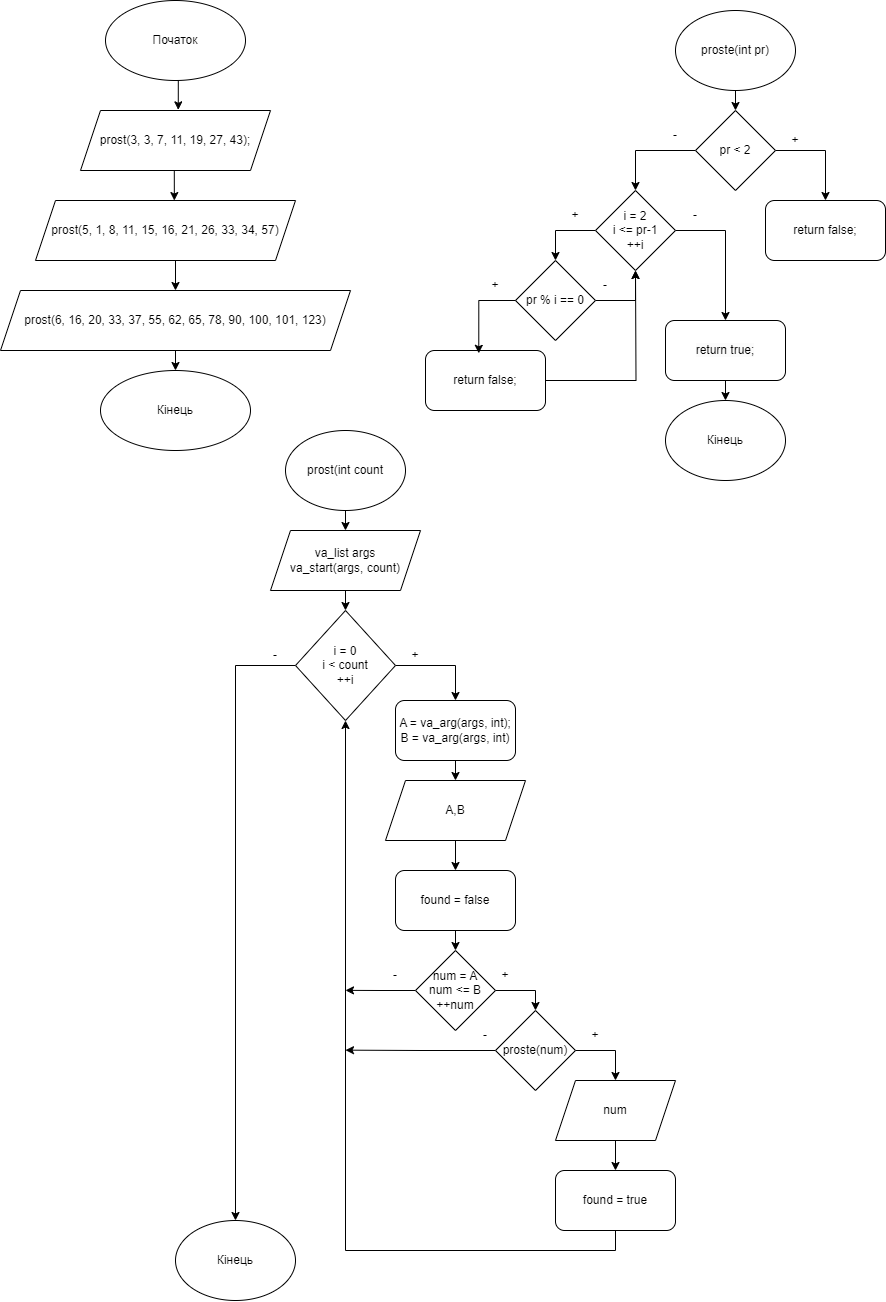 Початок
prost(3, 3, 7, 11, 19, 27, 43);
prost(5, 1, 8, 11, 15, 16, 21, 26, 33, 34, 57)
prost(6, 16, 20, 33, 37, 55, 62, 65, 78, 90, 100, 101, 123)
Кінець
proste(int pr)
pr < 2
-
+
return false;
i = 2
i <= pr-1
++i
+
-
pr % i == 0
+
-
return false;
return true;
Кінець
prost(int count
va_list args
va_start(args, count)
i = 0
i < count
++i
-
+
A = va_arg(args, int);
B = va_arg(args, int)
A,B
found = false
num = A
num <= B
++num
-
+
proste(num)
-
+
num
found = true
Кінець